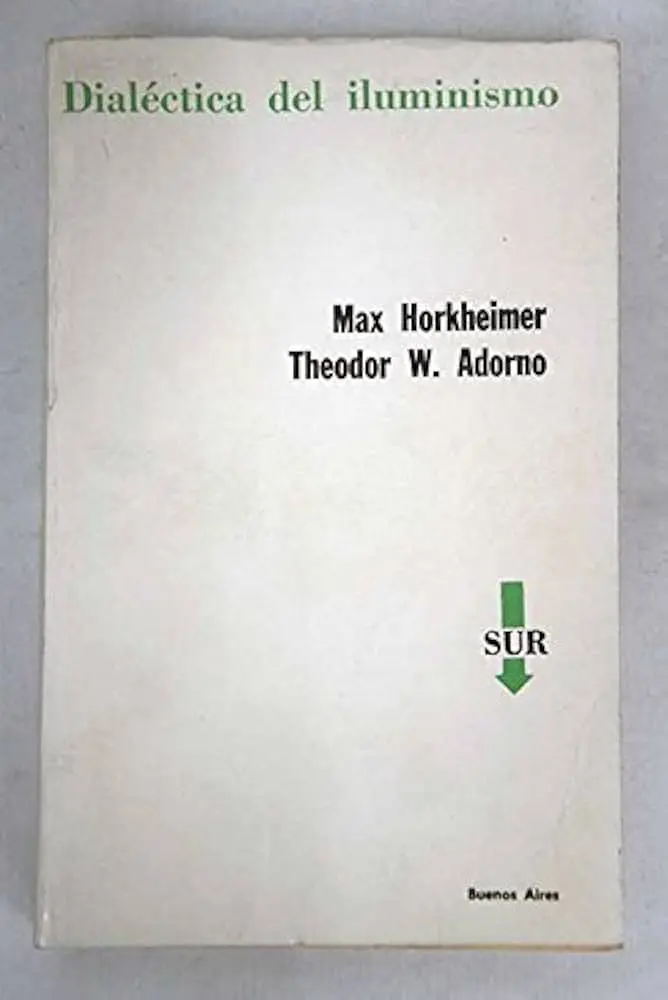 Dialéctica del iluminismo
Max Horkheimer
Theodor W. Adorno
SUR
Buenos Aires